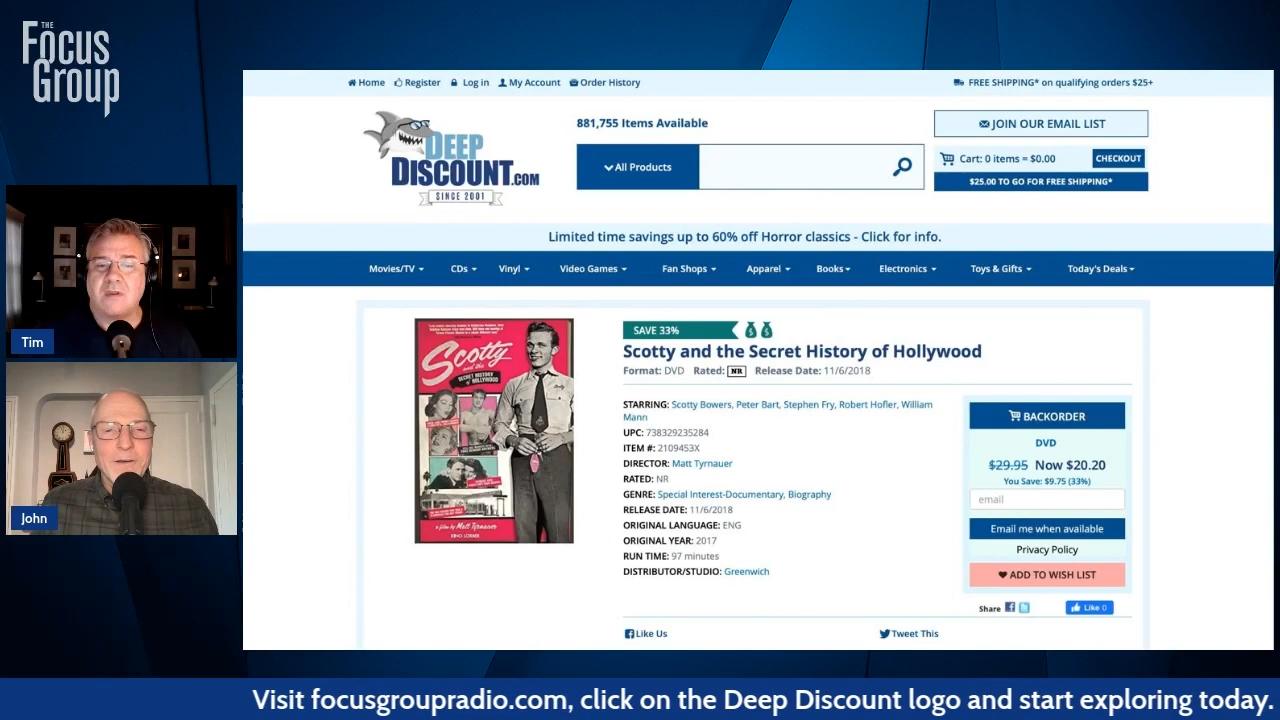 THE
Focus
Group
Home Register Log in My Account Order History
FREE SHIPPING* on qualifying orders $25+
DEEP
DISCOUNT.COM
SINCE 2001
881,755 Items Available
All Products
JOIN OUR EMAIL LIST
Cart: 0 items = $0.00 CHECKOUT
$25.00 TO GO FOR FREE SHIPPING*
Limited time savings up to 60% off Horror classics - Click for info.
Movies/TV CDs Vinyl Video Games Fan Shops Apparel Books Electronics Toys & Gifts Today's Deals
Scotty
and the
SECRET HISTORY
OF HOLLYWOOD
a film by Matt Tyrnauer
KINO LORBER
SAVE 33%
Scotty and the Secret History of Hollywood
Format: DVD Rated: NR Release Date: 11/6/2018
STARRING: Scotty Bowers, Peter Bart, Stephen Fry, Robert Hofler, William
Mann
UPC: 738329235284
ITEM #: 2109453X
DIRECTOR: Matt Tyrnauer
RATED: NR
GENRE: Special Interest-Documentary, Biography
RELEASE DATE: 11/6/2018
ORIGINAL LANGUAGE: ENG
ORIGINAL YEAR: 2017
RUN TIME: 97 minutes
DISTRIBUTOR/STUDIO: Greenwich
BACKORDER
DVD
$29.95 Now $20.20
You Save: $9.75 (33%)
email
Email me when available
Privacy Policy
ADD TO WISH LIST
Share Like 0
Like Us
Tweet This
Tim
John
Visit focusgroupradio.com, click on the Deep Discount logo and start exploring today.